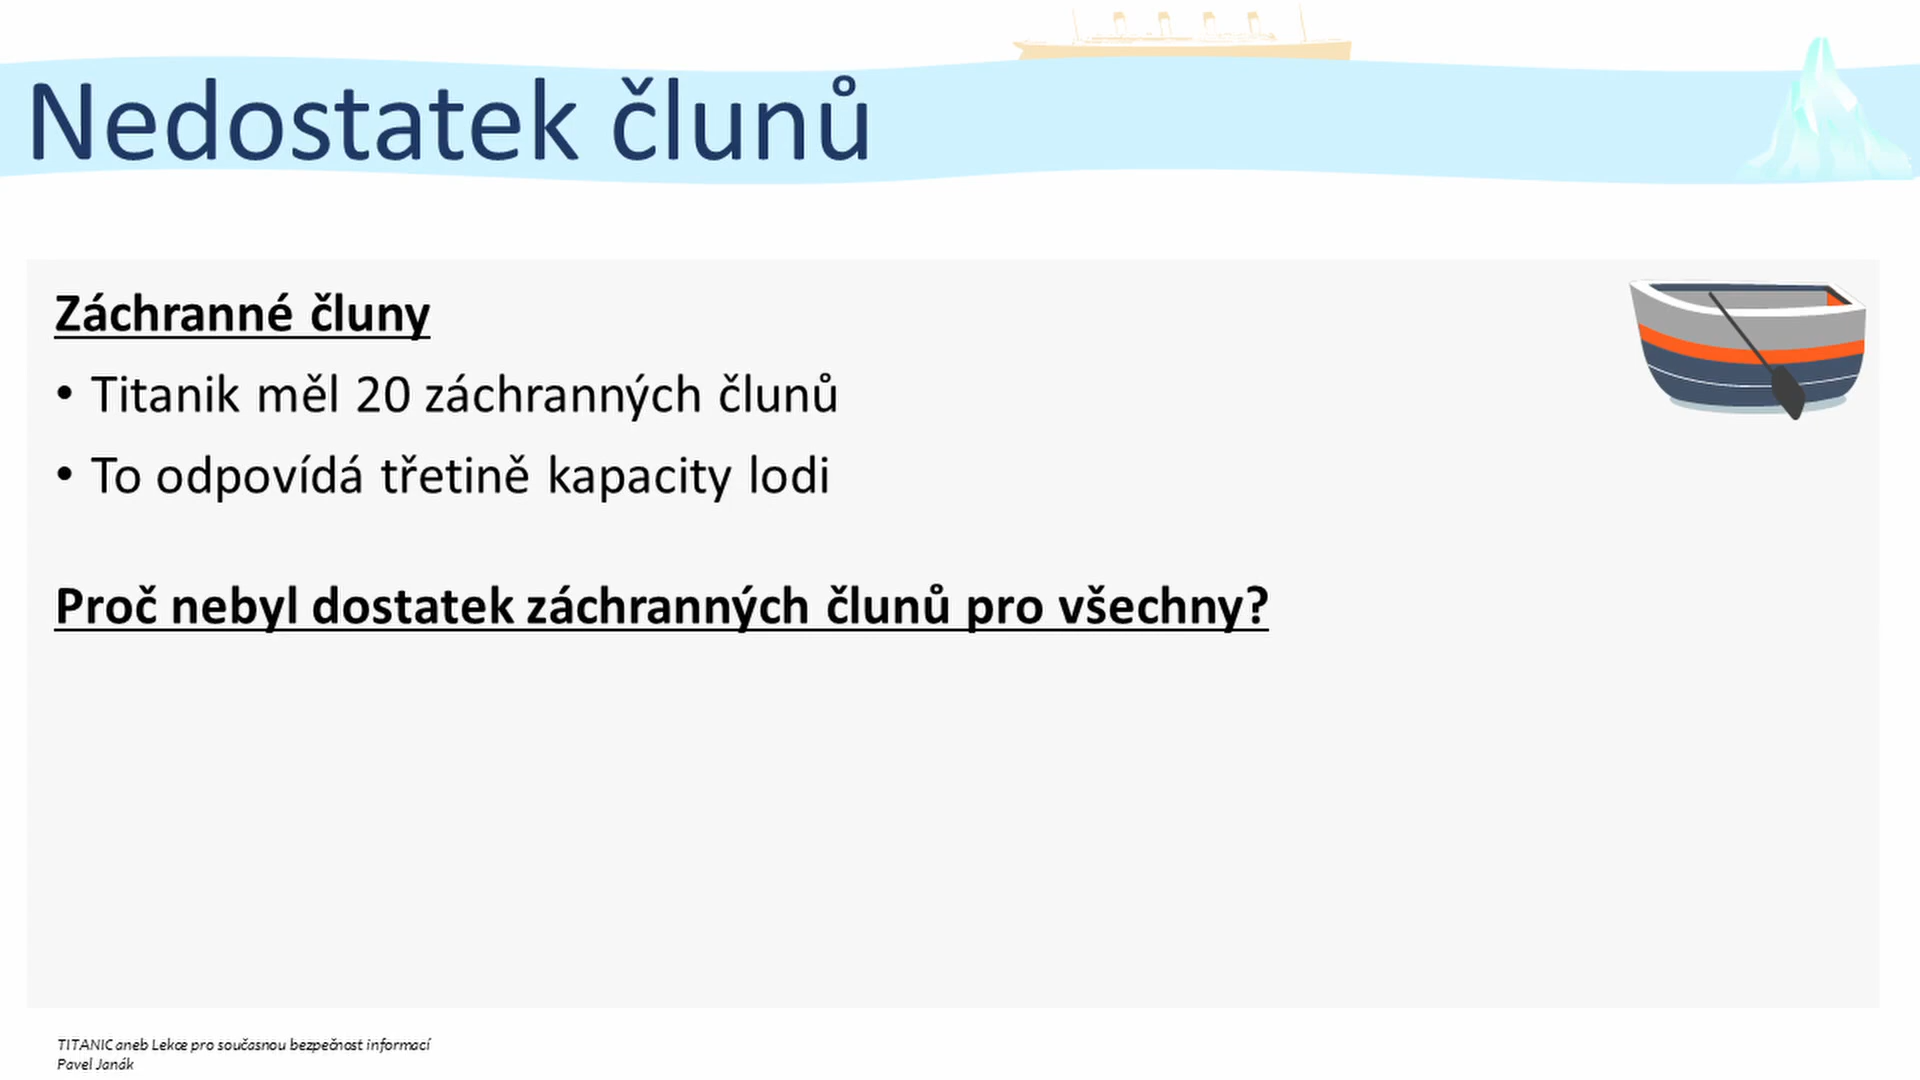 Nedostatek člunů
Záchranné čluny
• Titanik měl 20 záchranných člunů
• To odpovídá třetině kapacity lodi
Proč nebyl dostatek záchranných člunů pro všechny?
TITANIC aneb Lekce pro současnou bezpečnost informací
Pavel Janák